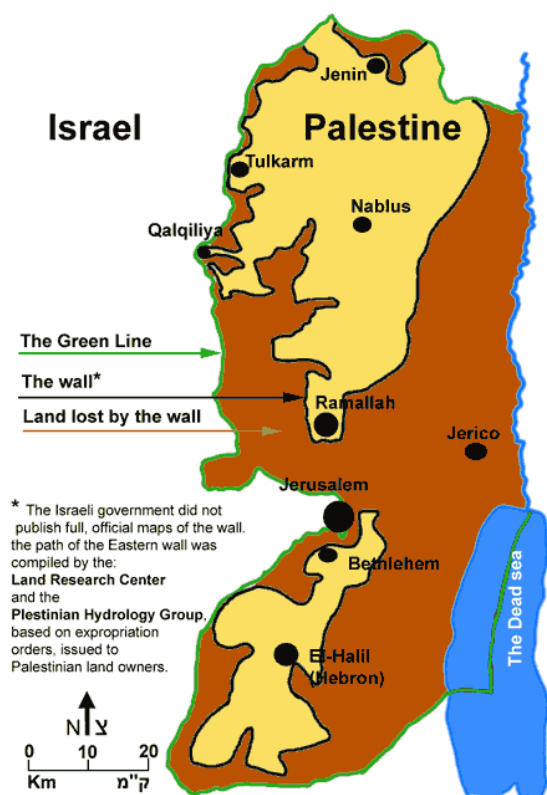 Jenin
Israel
Palestine
Tulkarm
Nablus
Qalqiliya
The Green Line
The wall*
Ramallah
Land lost by the wall
Jerico
Jerusalem
* The Israeli government did not
publish full, official maps of the wall.
the path of the Eastern wall was
compiled by the:
Land Research Center
and the
Plestinian Hydrology Group,
based on expropriation
orders, issued to
Palestinian land owners.
Bethlehem
The Dead sea
El-Halil
(Hebron)
N צ
0 10 20
Km ק"מ